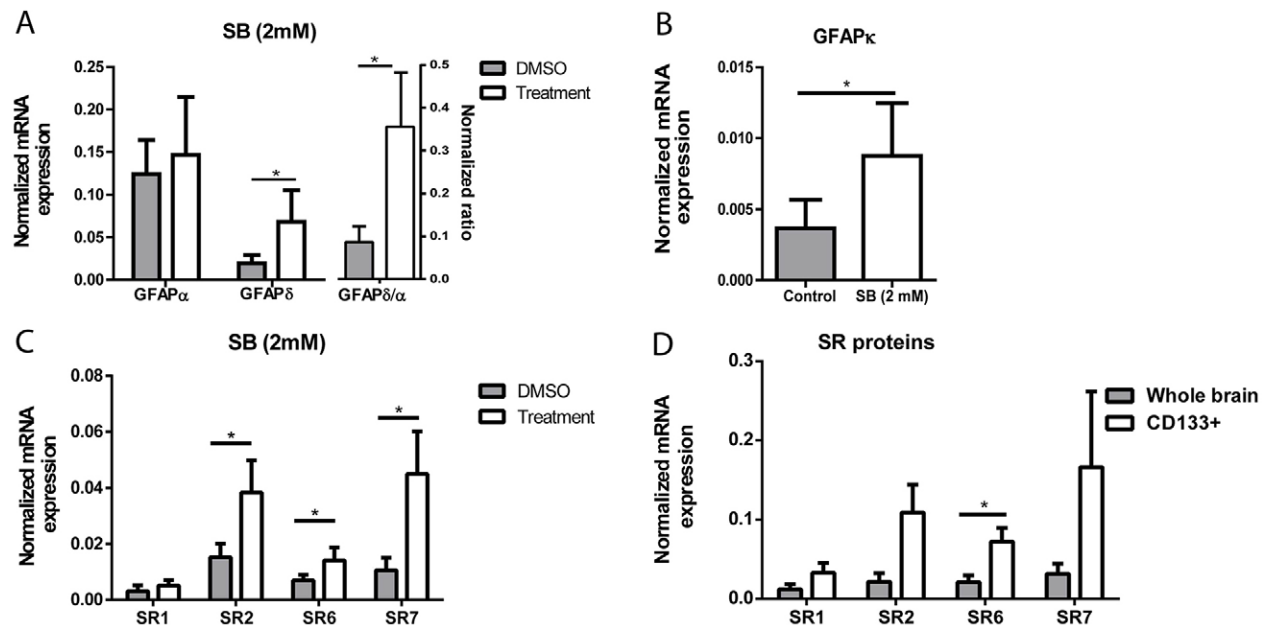 A
SB (2mM)
Normalized mRNA
expression
0.25
0.20
0.15
0.10
0.05
0.00
*
*
0.5
0.4
0.3
0.2
0.1
0.0
Normalized ratio
GFAPα
GFAPδ
GFAPδ/α
DMSO
Treatment
B
GFAPκ
Normalized mRNA
expression
0.015
0.010
0.005
0.000
*
Control
SB (2 mM)
C
SB (2mM)
Normalized mRNA
expression
0.08
0.06
0.04
0.02
0.00
*
*
*
SR1
SR2
SR6
SR7
DMSO
Treatment
D
SR proteins
Normalized mRNA
expression
0.3
0.2
0.1
0.0
*
SR1
SR2
SR6
SR7
Whole brain
CD133+